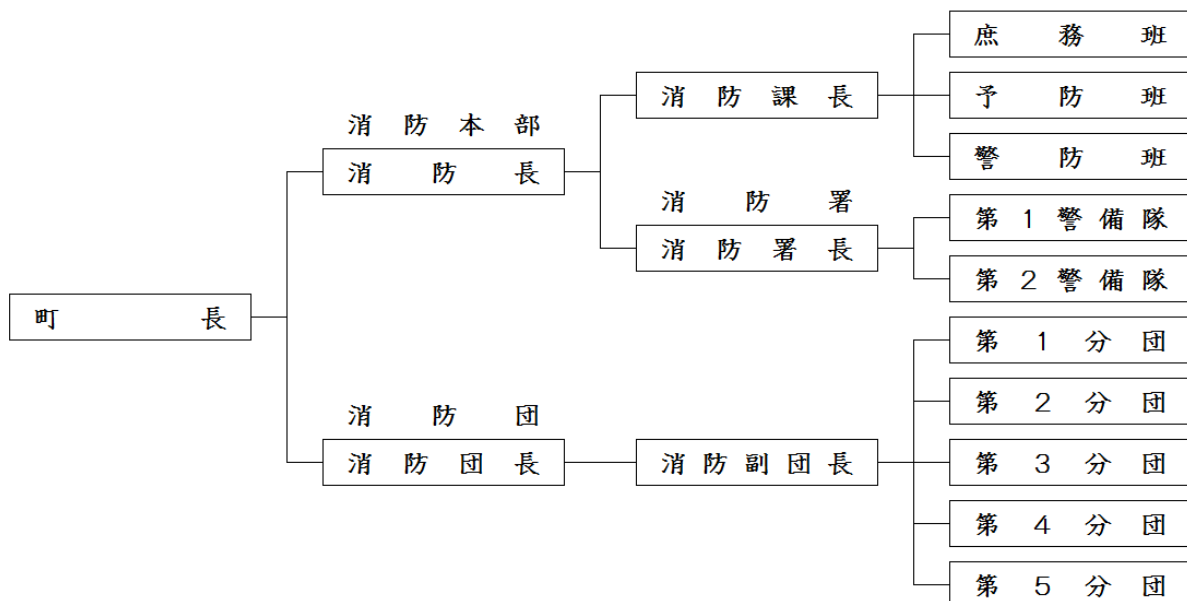 町長
消防本部
消防長
消防課長
庶務班
予防班
警防班
消防署
消防署長
第1警備隊
第2警備隊
消防団
消防団長
消防副団長
第1分団
第2分団
第3分団
第4分団
第5分団